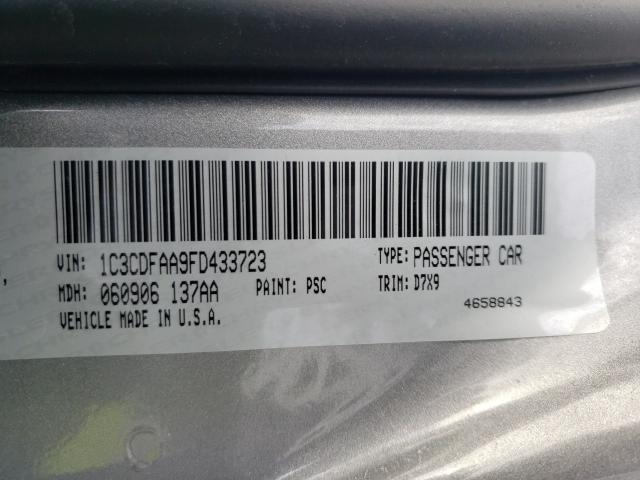 VIN: 1C3CDFAA9FD433723 TYPE: PASSENGER CAR
MDH: 060906 137AA PAINT: PSC TRIM: D7X9
VEHICLE MADE IN U.S.A. 4658843